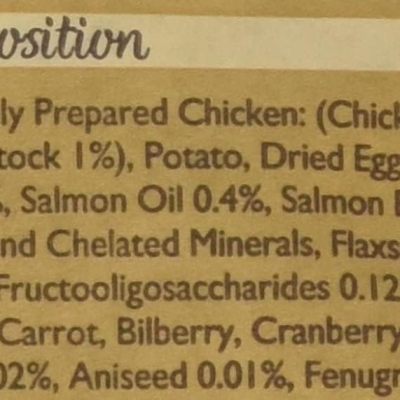 osition
ly Prepared Chicken: (Chick
tock 1%), Potato, Dried Egg
%, Salmon Oil 0.4%, Salmon
nd Chelated Minerals, Flaxs
Fructooligosaccharides 0.12
Carrot, Bilberry, Cranberry
02%, Aniseed 0.01%, Fenugr